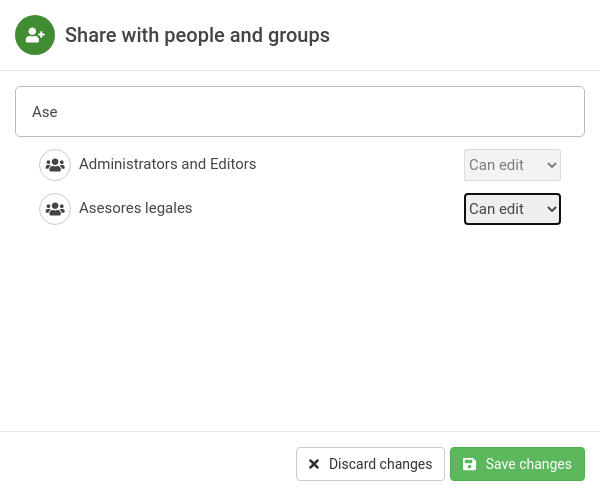 Share with people and groups
Ase
Administrators and Editors Can edit
Asesores legales Can edit
Discard changes Save changes